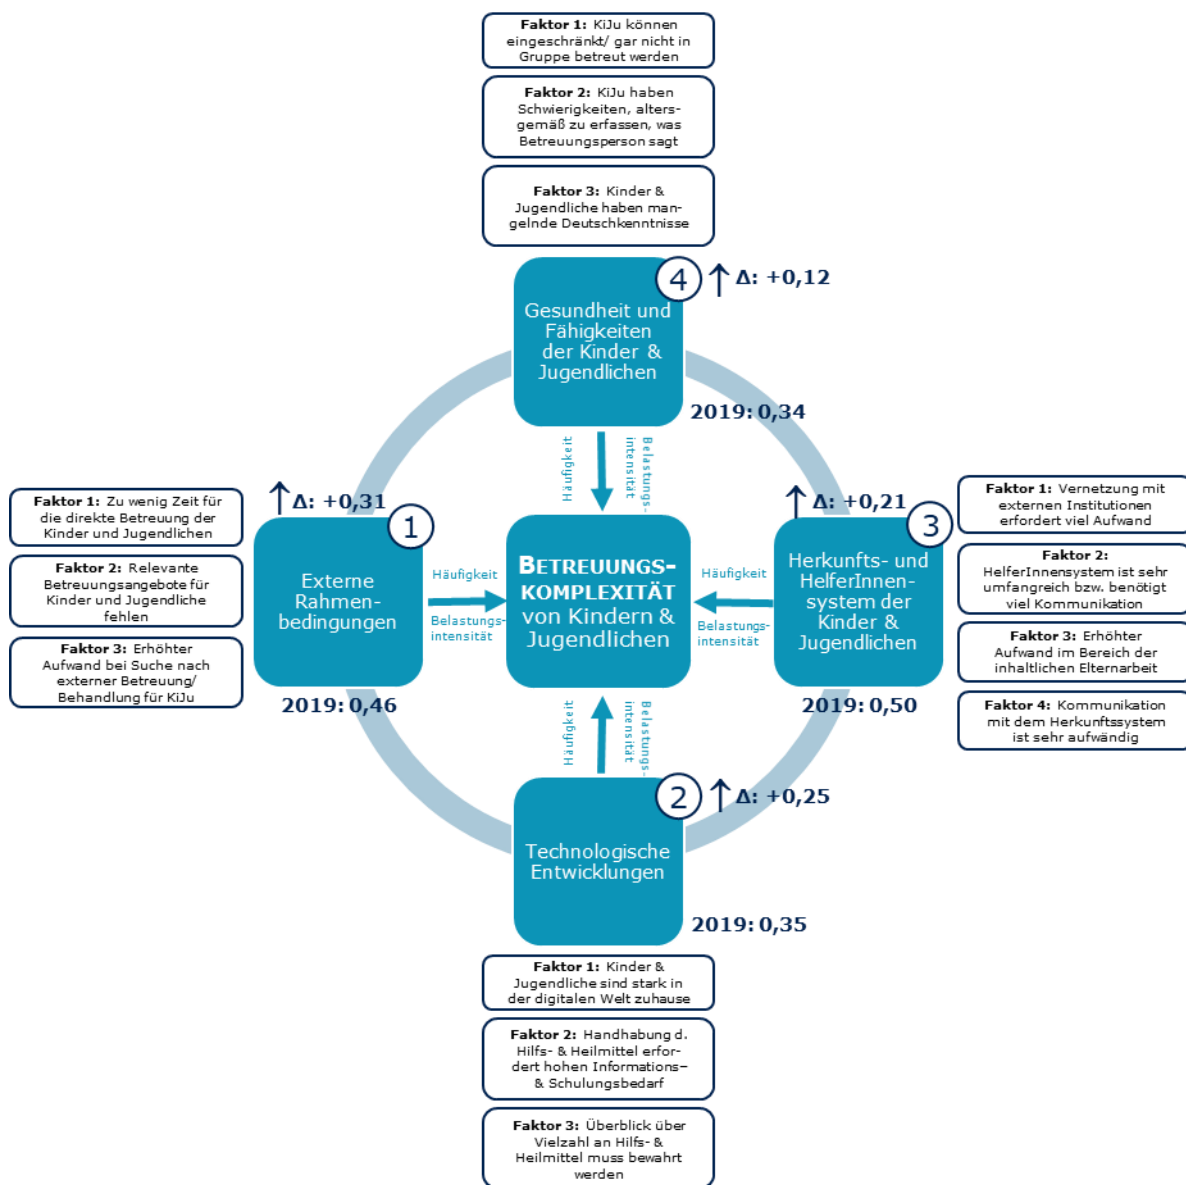 Faktor 1: KiJu können
eingeschränkt/ gar nicht in
Gruppe betreut werden
Faktor 2: KiJu haben
Schwierigkeiten, alters-
gemäß zu erfassen, was
Betreuungsperson sagt
Faktor 3: Kinder &
Jugendliche haben man-
gelnde Deutschkenntnisse
4
↑ Δ: +0,12
Gesundheit und
Fähigkeiten
der Kinder &
Jugendlichen
2019: 0,34
Häufigkeit
Belastungs-
intensität
Faktor 1: Zu wenig Zeit für
die direkte Betreuung der
Kinder und Jugendlichen
Faktor 2: Relevante
Betreuungsangebote für
Kinder und Jugendliche
fehlen
Faktor 3: Erhöhter
Aufwand bei Suche nach
externer Betreuung/
Behandlung für KiJu
↑ Δ: +0,31
1
Externe
Rahmen-
bedingungen
2019: 0,46
Häufigkeit
Belastungs-
intensität
BETREUUNGS-
KOMPLEXITÄT
von Kindern &
Jugendlichen
Häufigkeit
Belastungs-
intensität
↑ Δ: +0,21
3
Herkunfts- und
HelferInnen-
system der
Kinder &
Jugendlichen
2019: 0,50
Faktor 1: Vernetzung mit
externen Institutionen
erfordert viel Aufwand
Faktor 2:
HelferInnensystem ist sehr
umfangreich bzw. benötigt
viel Kommunikation
Faktor 3: Erhöhter
Aufwand im Bereich der
inhaltlichen Elternarbeit
Faktor 4: Kommunikation
mit dem Herkunftssystem
ist sehr aufwändig
Häufigkeit
Belastungs-
intensität
2
↑ Δ: +0,25
Technologische
Entwicklungen
2019: 0,35
Faktor 1: Kinder &
Jugendliche sind stark in
der digitalen Welt zuhause
Faktor 2: Handhabung d.
Hilfs- & Heilmittel erfor-
dert hohen Informations–
& Schulungsbedarf
Faktor 3: Überblick über
Vielzahl an Hilfs- &
Heilmittel muss bewahrt
werden